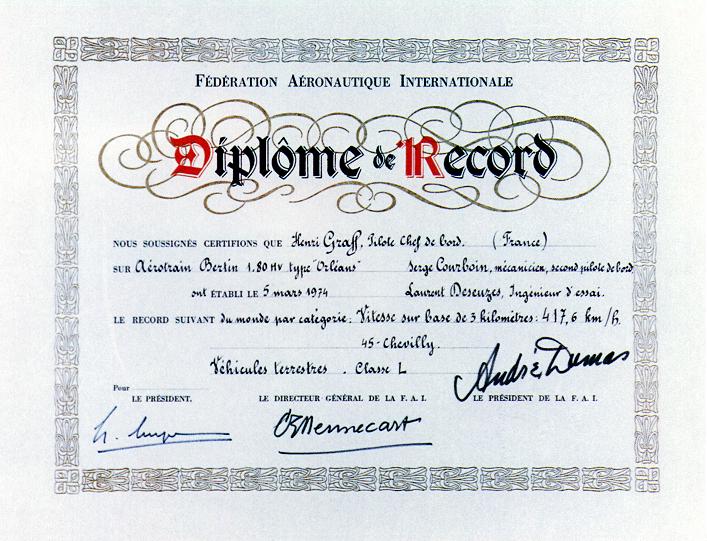 FÉDÉRATION AÉRONAUTIQUE INTERNATIONALE
Diplôme de Record
NOUS SOUSSIGNÉS CERTIFIONS QUE Henri Graff, Pilote Chef de bord. (France)
SUR Aérotrain Bertin 1.80 HV type "Orléans" Serge Courboin, mécanicien, second pilote de bord
ont ÉTABLI LE 5 mars 1974 Laurent Deseuzes, Ingénieur d'essai.
LE RECORD SUIVANT du monde par catégorie: Vitesse sur base de 3 kilomètres: 417,6 km/h.
45-Chevilly.
Véhicules terrestres. Classe L
André Dumas
Pour
LE PRÉSIDENT. LE DIRECTEUR GÉNÉRAL DE LA F. A. I. LE PRÉSIDENT DE LA F. A. I.